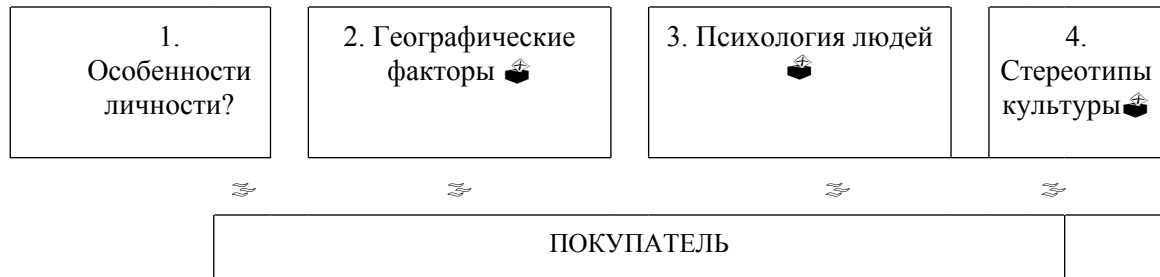 1.
Особенности
личности?
2. Географические
факторы
3. Психология людей
4.
Стереотипы
культуры
ПОКУПАТЕЛЬ